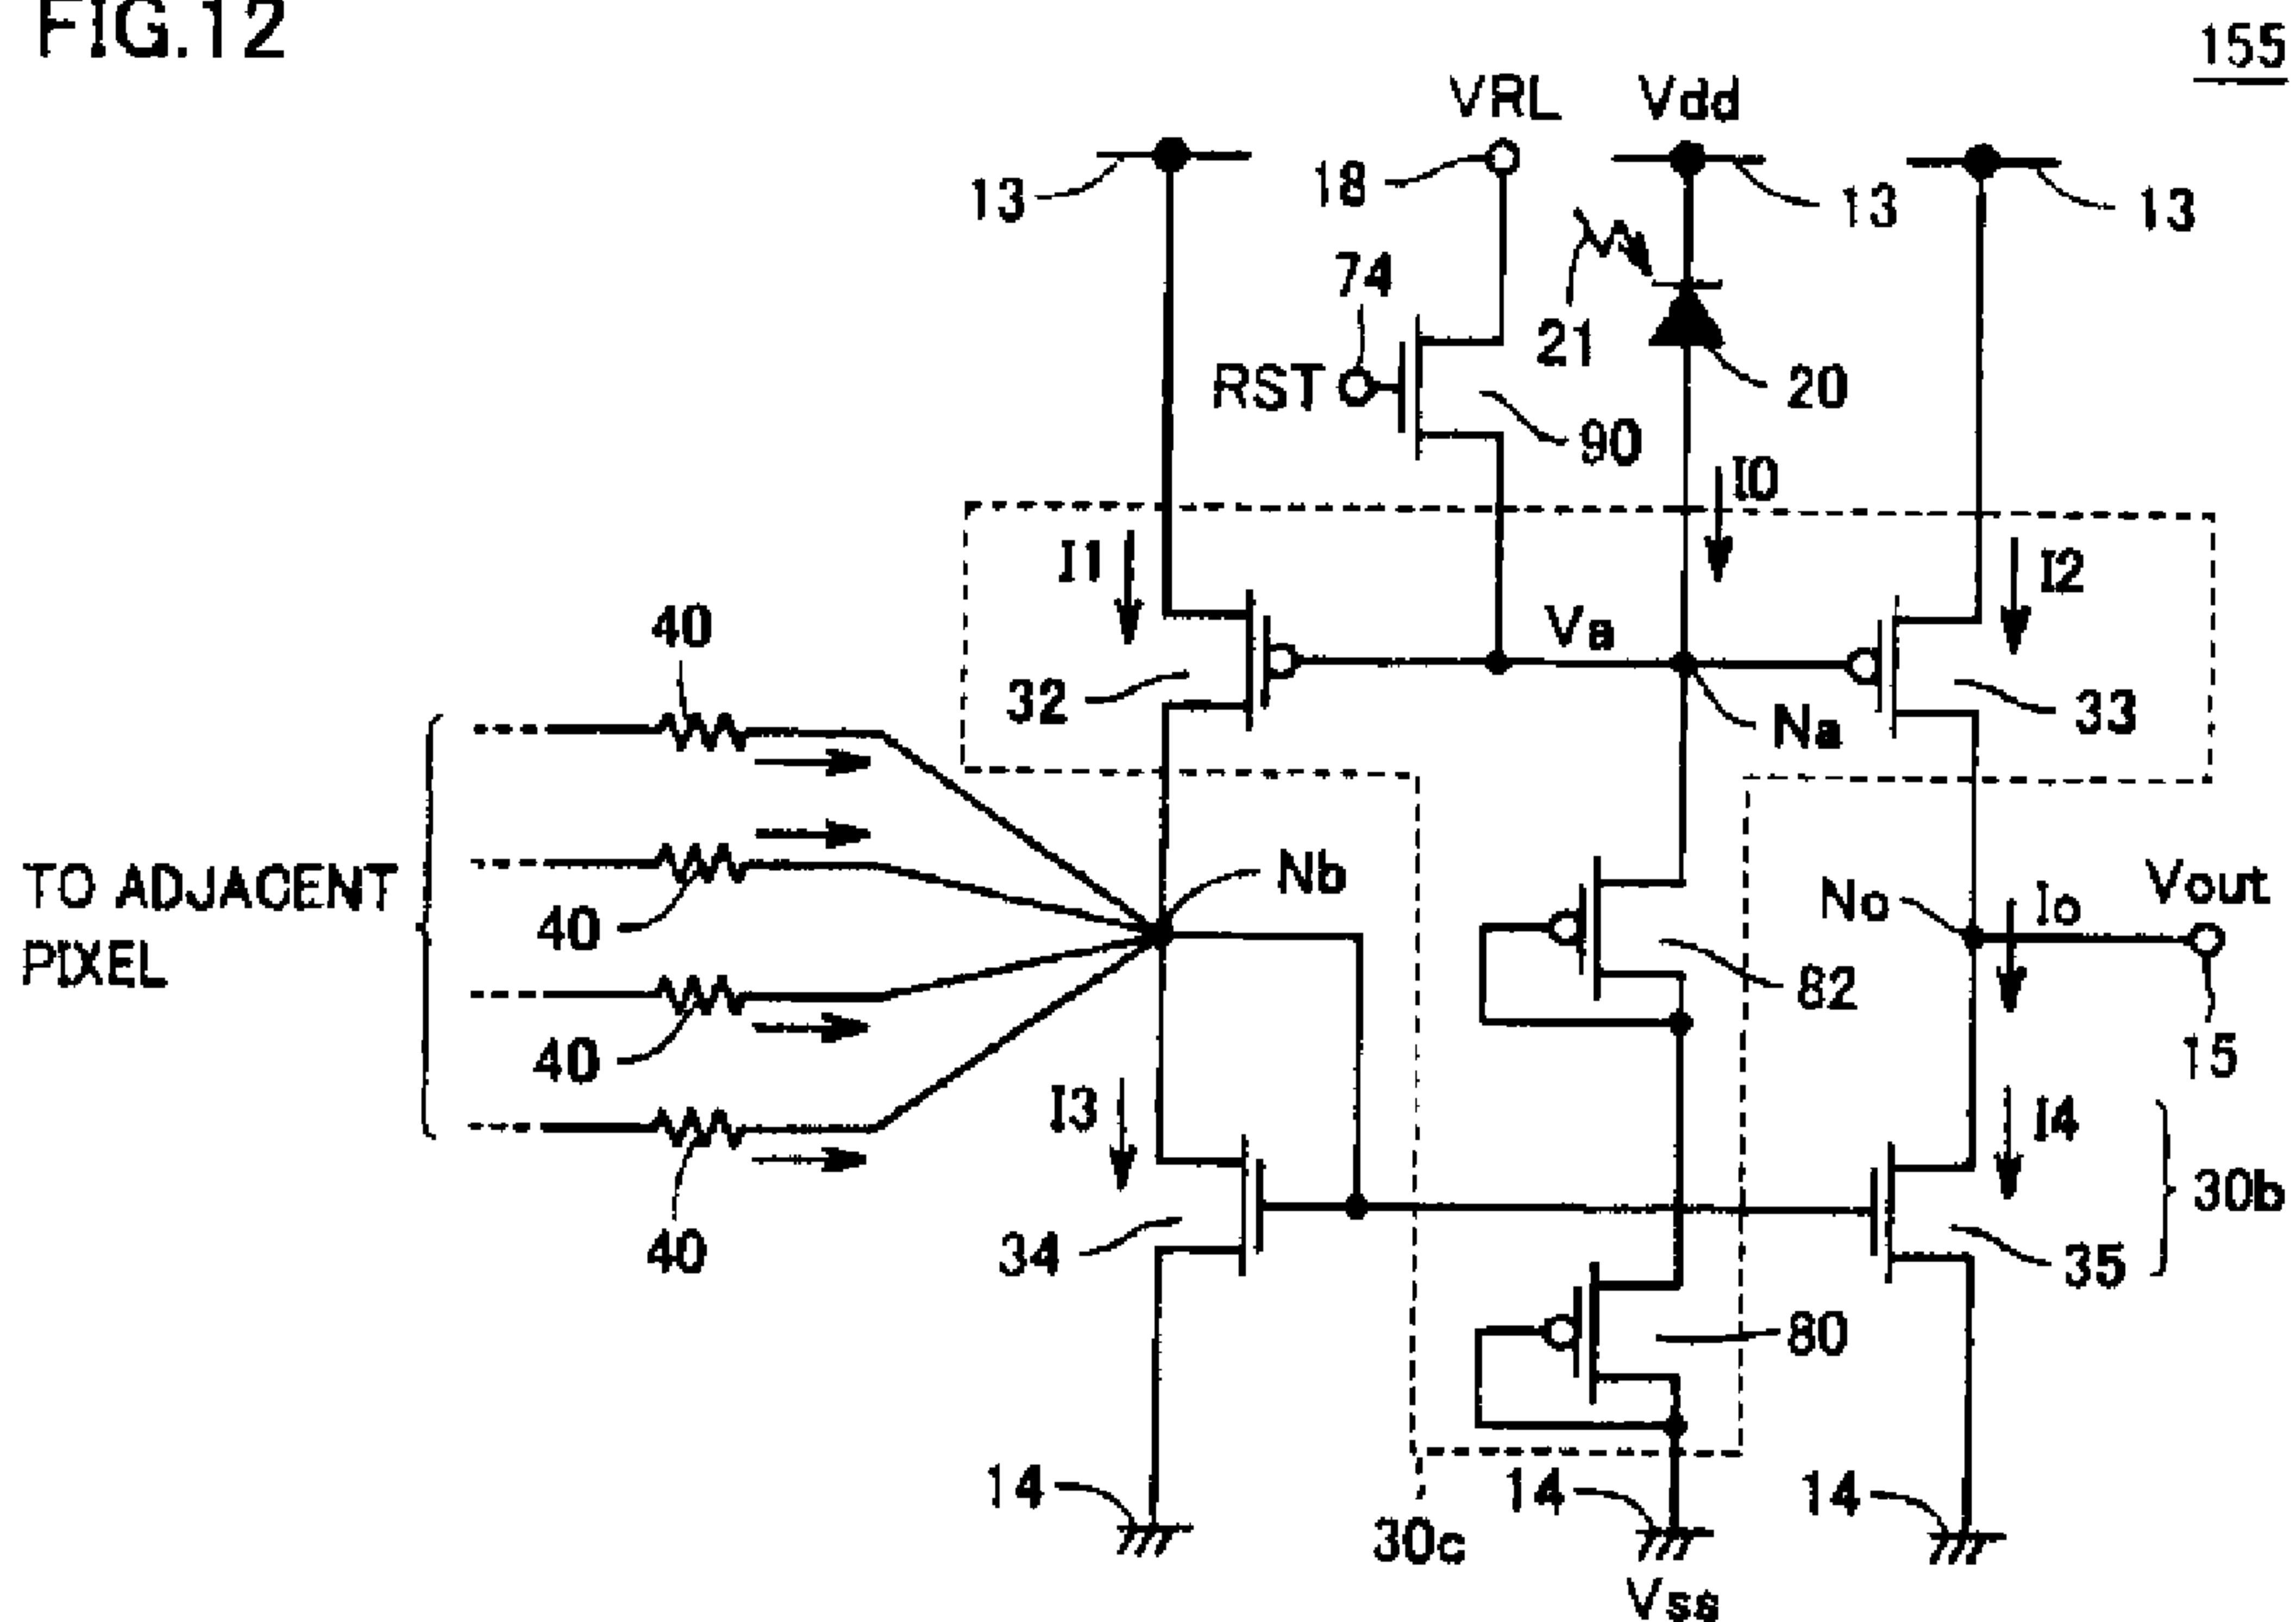 FIG.12
155
VRL
Vdd
13
18
13
13
74
21
RST
20
90
I0
I1
I2
40
Va
32
Na
33
TO ADJACENT
PIXEL
40
Nb
No
Io
Vout
82
40
15
I3
I4
30b
34
35
40
80
14
14
14
30c
Vss